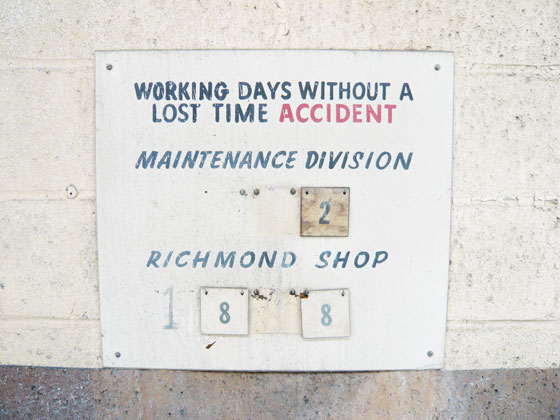 WORKING DAYS WITHOUT A
LOST TIME ACCIDENT
MAINTENANCE DIVISION
2
RICHMOND SHOP
1 8 8